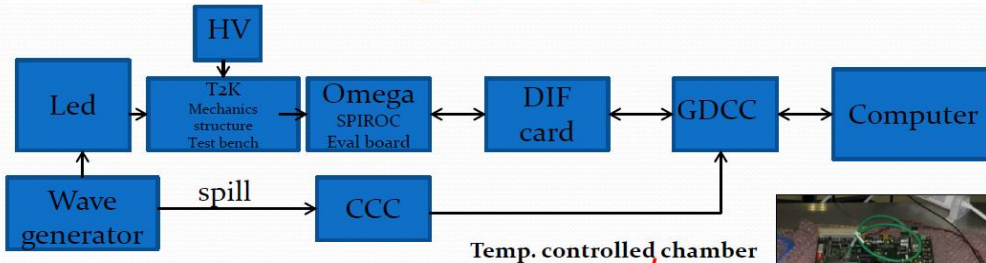 HV
Led
T2K
Mechanics
structure
Test bench
Omega
SPIROC
Eval board
DIF
card
GDCC
Computer
Wave
generator
spill
CCC
Temp. controlled chamber